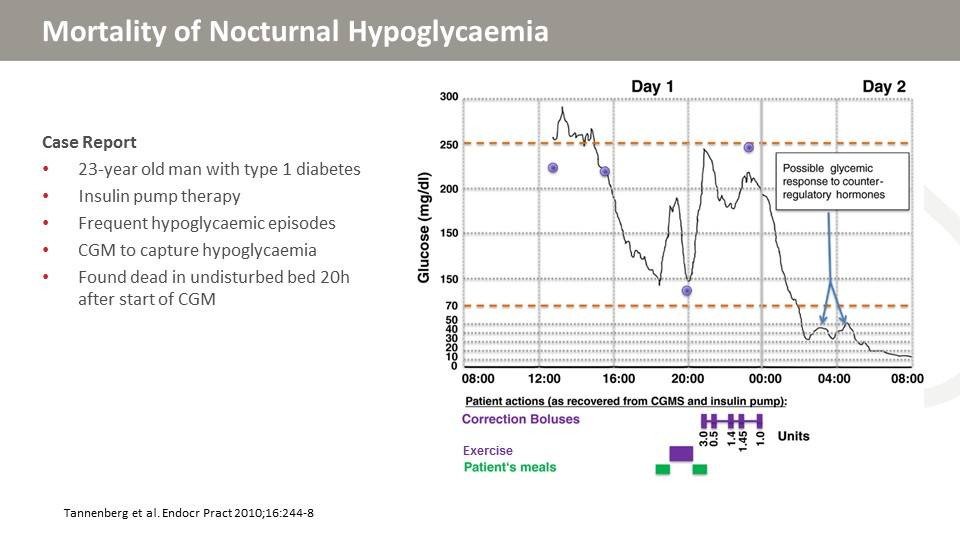 Mortality of Nocturnal Hypoglycaemia
Case Report
• 23-year old man with type 1 diabetes
• Insulin pump therapy
• Frequent hypoglycaemic episodes
• CGM to capture hypoglycaemia
• Found dead in undisturbed bed 20h
after start of CGM
Day 1
Day 2
Glucose (mg/dl)
300
250
200
150
150
70
50
40
30
20
10
0
Possible glycemic
response to counter-
regulatory hormones
08:00 12:00 16:00 20:00 00:00 04:00 08:00
Patient actions (as recovered from CGMS and insulin pump):
Correction Boluses
3.0 0.5 1.4 1.45 1.0 Units
Exercise
Patient's meals
Tannenberg et al. Endocr Pract 2010;16:244-8